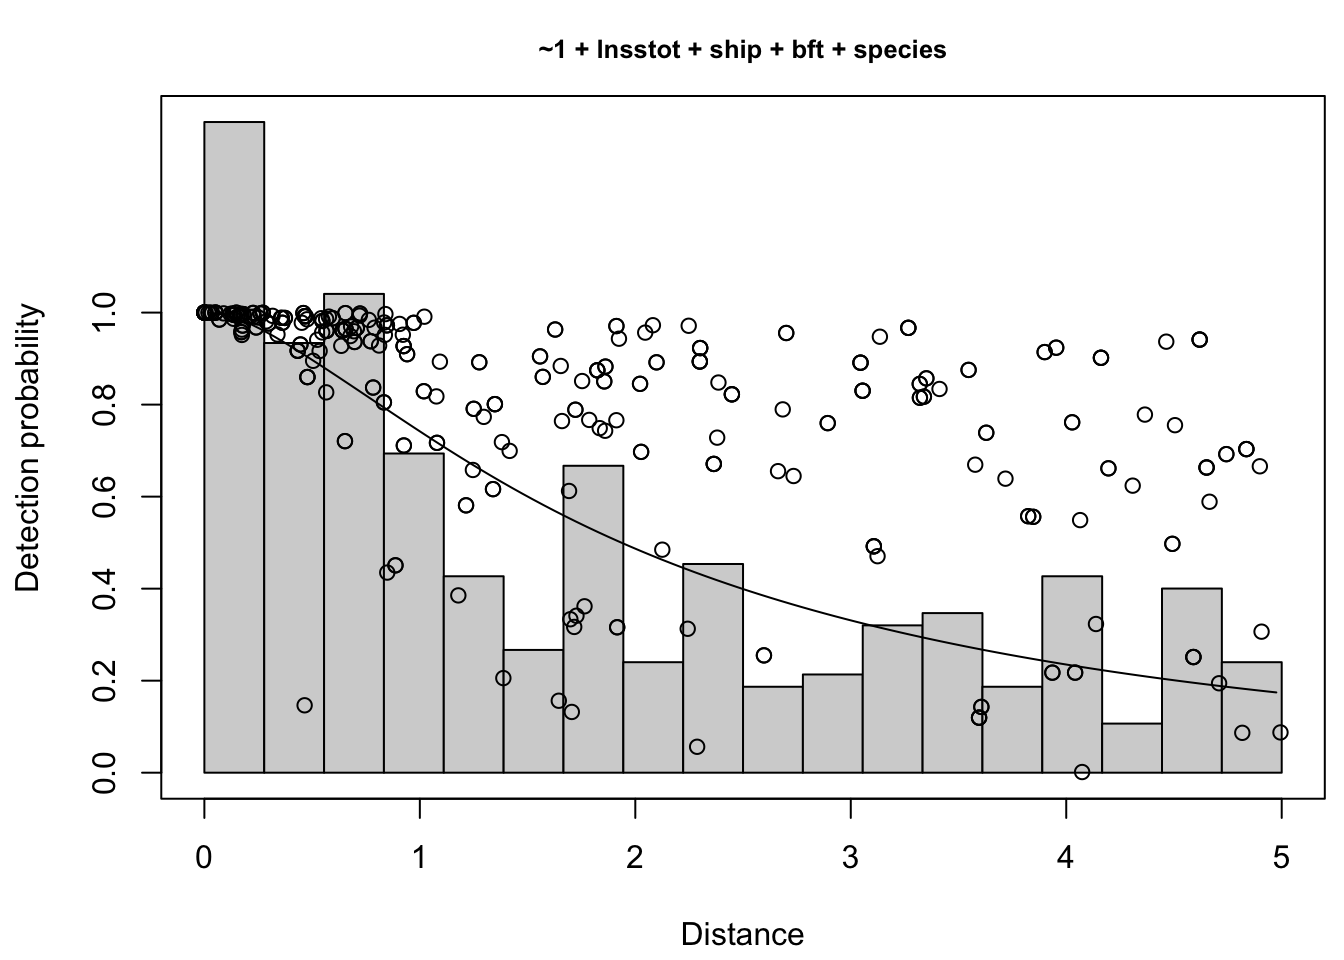 ~1 + lnsstot + ship + bft + species
Detection probability
1.0
0.8
0.6
0.4
0.2
0.0
0 1 2 3 4 5
Distance